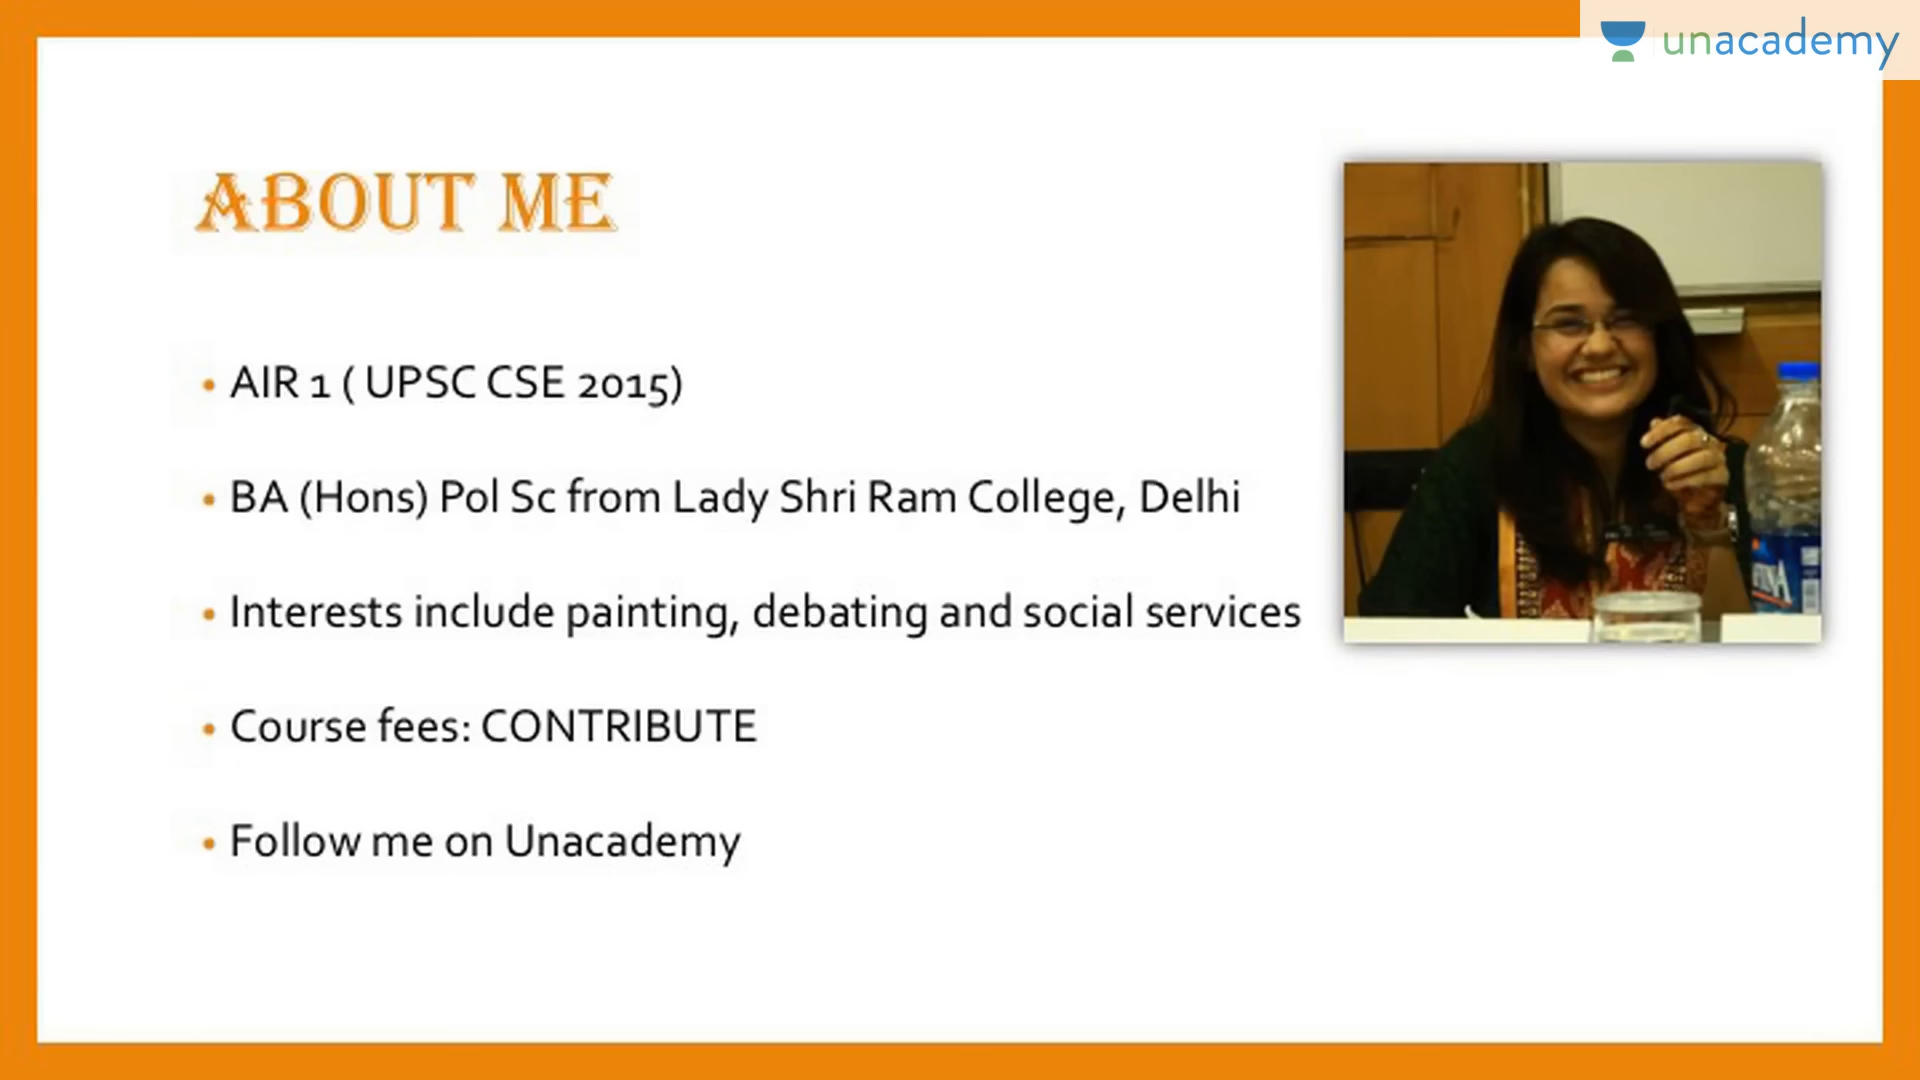 unacademy
ABOUT ME
• AIR 1 ( UPSC CSE 2015)
• BA (Hons) Pol Sc from Lady Shri Ram College, Delhi
• Interests include painting, debating and social services
• Course fees: CONTRIBUTE
• Follow me on Unacademy